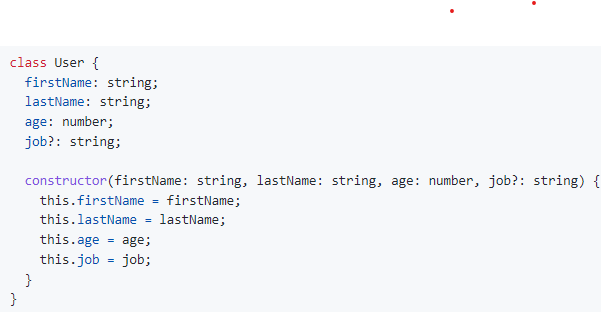 class User {
  firstName: string;
  lastName: string;
  age: number;
  job?: string;

  constructor(firstName: string, lastName: string, age: number, job?: string) {
    this.firstName = firstName;
    this.lastName = lastName;
    this.age = age;
    this.job = job;
  }
}